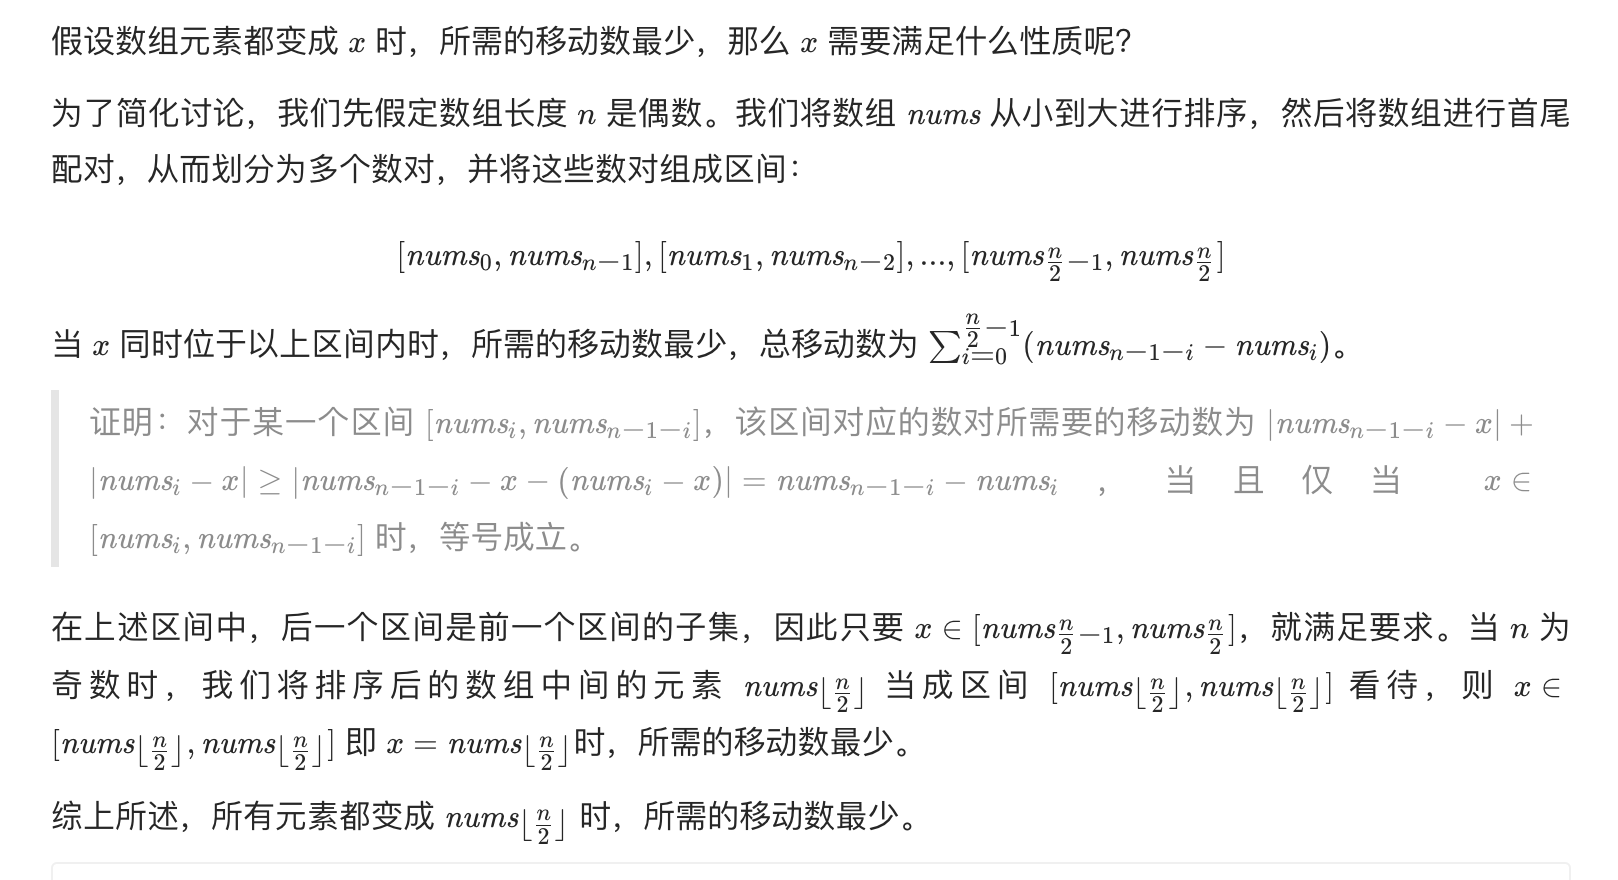 假设数组元素都变成 x 时，所需的移动数最少，那么 x 需要满足什么性质呢？
为了简化讨论，我们先假定数组长度 n 是偶数。我们将数组 nums 从小到大进行排序，然后将数组进行首尾
配对，从而划分为多个数对，并将这些数对组成区间：
$[nums_0, nums_{n-1}], [nums_1, nums_{n-2}], ..., [nums_{\frac{n}{2}-1}, nums_{\frac{n}{2}}]$
当 x 同时位于以上区间内时，所需的移动数最少，总移动数为 $\sum_{i=0}^{\frac{n}{2}-1}(nums_{n-1-i} - nums_i)$。
证明：对于某一个区间 $[nums_i, nums_{n-1-i}]$，该区间对应的数对所需要的移动数为 $|nums_{n-1-i} - x| +$
$|nums_i - x| \geq |nums_{n-1-i} - x - (nums_i - x)| = nums_{n-1-i} - nums_i$ ，当且仅当 $x \in$
$[nums_i, nums_{n-1-i}]$ 时，等号成立。
在上述区间中，后一个区间是前一个区间的子集，因此只要 $x \in [nums_{\frac{n}{2}-1}, nums_{\frac{n}{2}}]$，就满足要求。当 n 为
奇数时，我们将排序后的数组中间的元素 $nums_{\lfloor \frac{n}{2} \rfloor}$ 当成区间 $[nums_{\lfloor \frac{n}{2} \rfloor}, nums_{\lfloor \frac{n}{2} \rfloor}]$ 看待，则 $x \in$
$[nums_{\lfloor \frac{n}{2} \rfloor}, nums_{\lfloor \frac{n}{2} \rfloor}]$ 即 $x = nums_{\lfloor \frac{n}{2} \rfloor}$时，所需的移动数最少。
综上所述，所有元素都变成 $nums_{\lfloor \frac{n}{2} \rfloor}$ 时，所需的移动数最少。